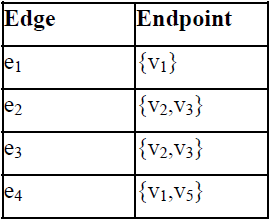 Edge Endpoint
e₁ {v₁}
e₂ {v₂,v₃}
e₃ {v₂,v₃}
e₄ {v₁,v₅}